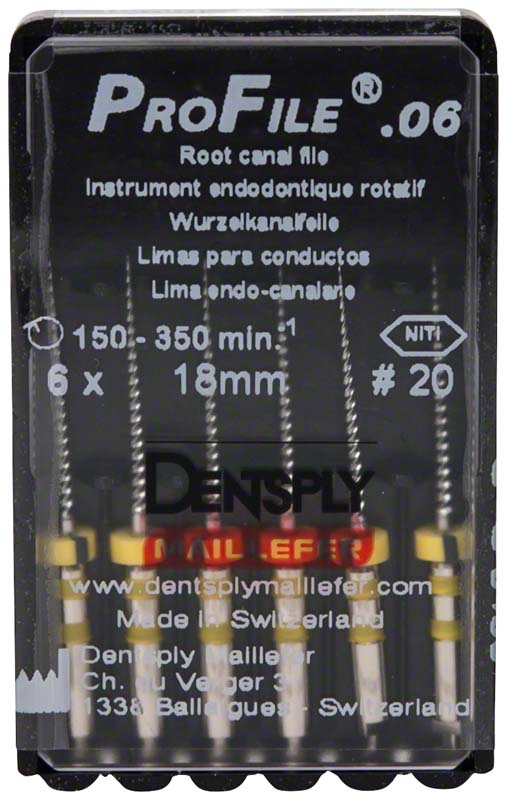 PROFILE® .06
Root canal file
Instrument endodontique rotatif
Wurzelkanalfeile
Limas para conductos
Lima endo-canalare
150 - 350 min.-1 NITI
6 x 18mm # 20
DENTSPLY
MAILLEFER
www.dentsplymaillefer.com
Made in Switzerland
Dentsply Maillefer
Ch. du Verger 3
1338 Ballaigues - Switzerland